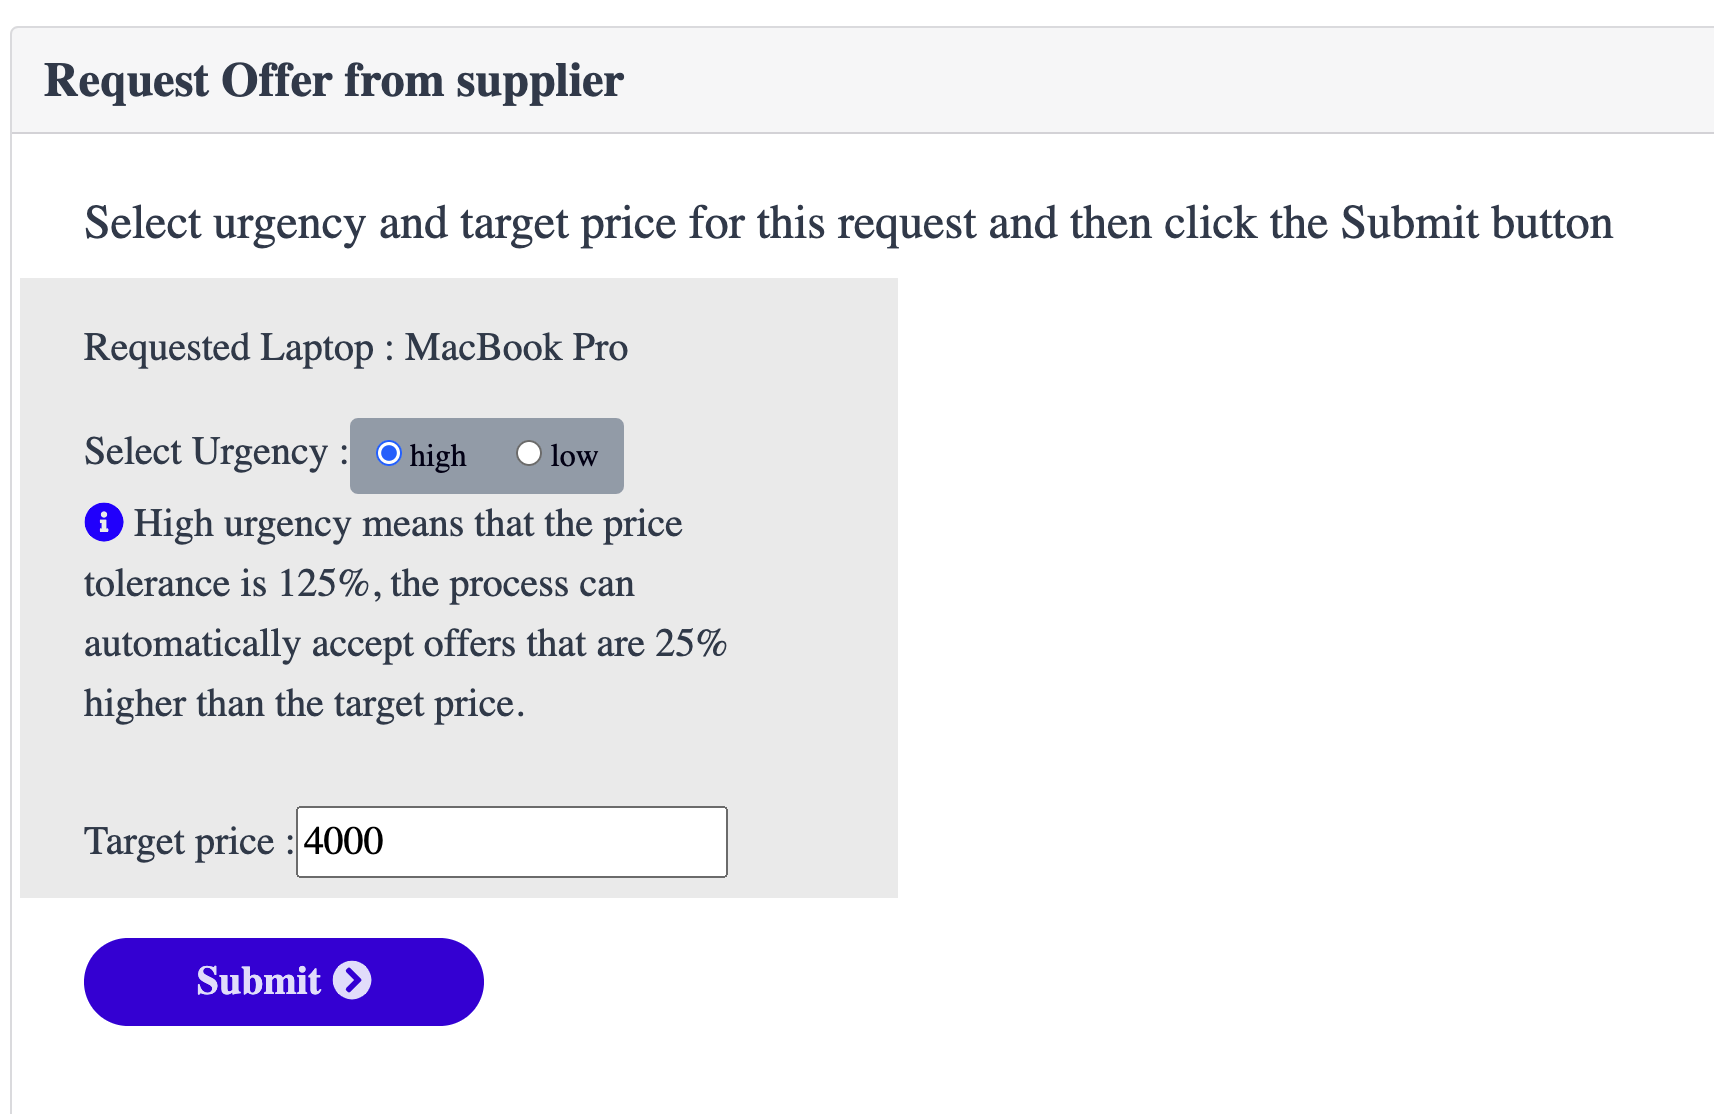 Request Offer from supplier
Select urgency and target price for this request and then click the Submit button
Requested Laptop : MacBook Pro
Select Urgency : high low
High urgency means that the price
tolerance is 125%, the process can
automatically accept offers that are 25%
higher than the target price.
Target price : 4000
Submit